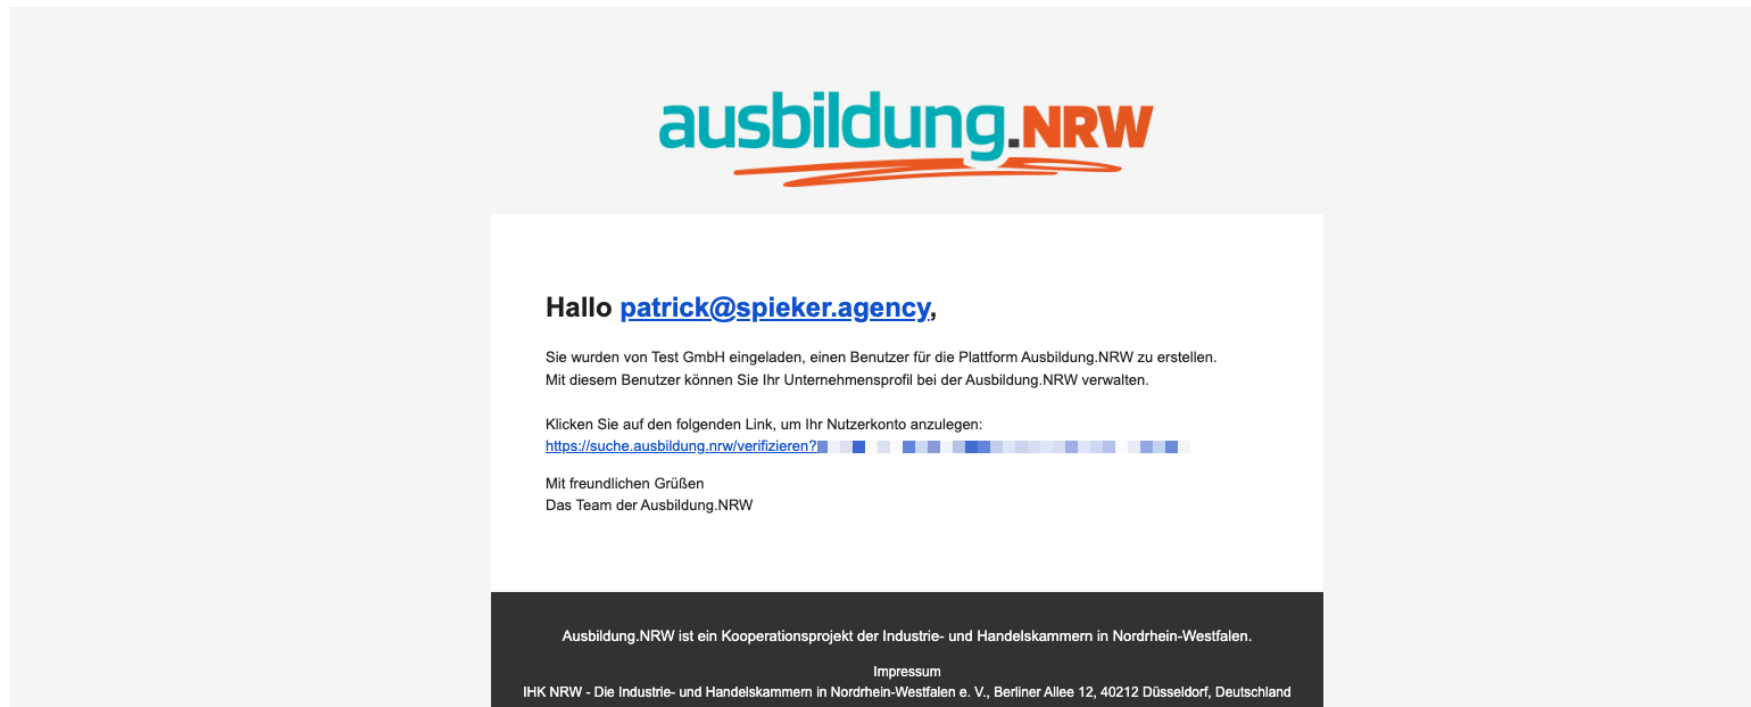 ausbildung.NRW
Hallo patrick@spieker.agency,
Sie wurden von Test GmbH eingeladen, einen Benutzer für die Plattform Ausbildung.NRW zu erstellen.
Mit diesem Benutzer können Sie Ihr Unternehmensprofil bei der Ausbildung.NRW verwalten.
Klicken Sie auf den folgenden Link, um Ihr Nutzerkonto anzulegen:
https://suche.ausbildung.nrw/verifizieren?
Mit freundlichen Grüßen
Das Team der Ausbildung.NRW
Ausbildung.NRW ist ein Kooperationsprojekt der Industrie- und Handelskammern in Nordrhein-Westfalen.
Impressum
IHK NRW - Die Industrie- und Handelskammern in Nordrhein-Westfalen e. V., Berliner Allee 12, 40212 Düsseldorf, Deutschland